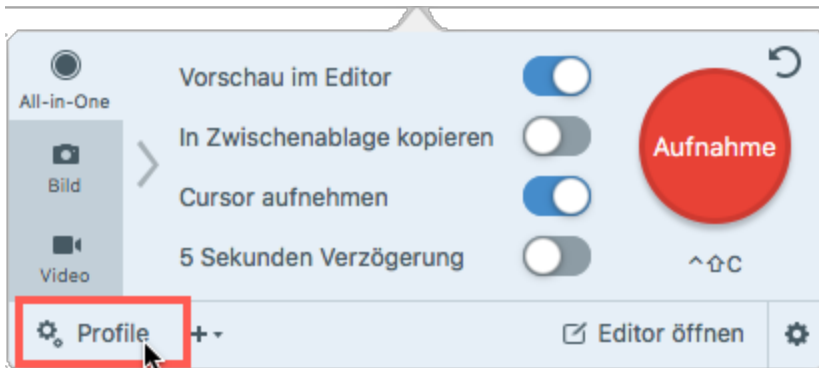 All-in-One
Bild
Video
Vorschau im Editor
In Zwischenablage kopieren
Cursor aufnehmen
5 Sekunden Verzögerung
Aufnahme
^⇧C
Profile
+
Editor öffnen